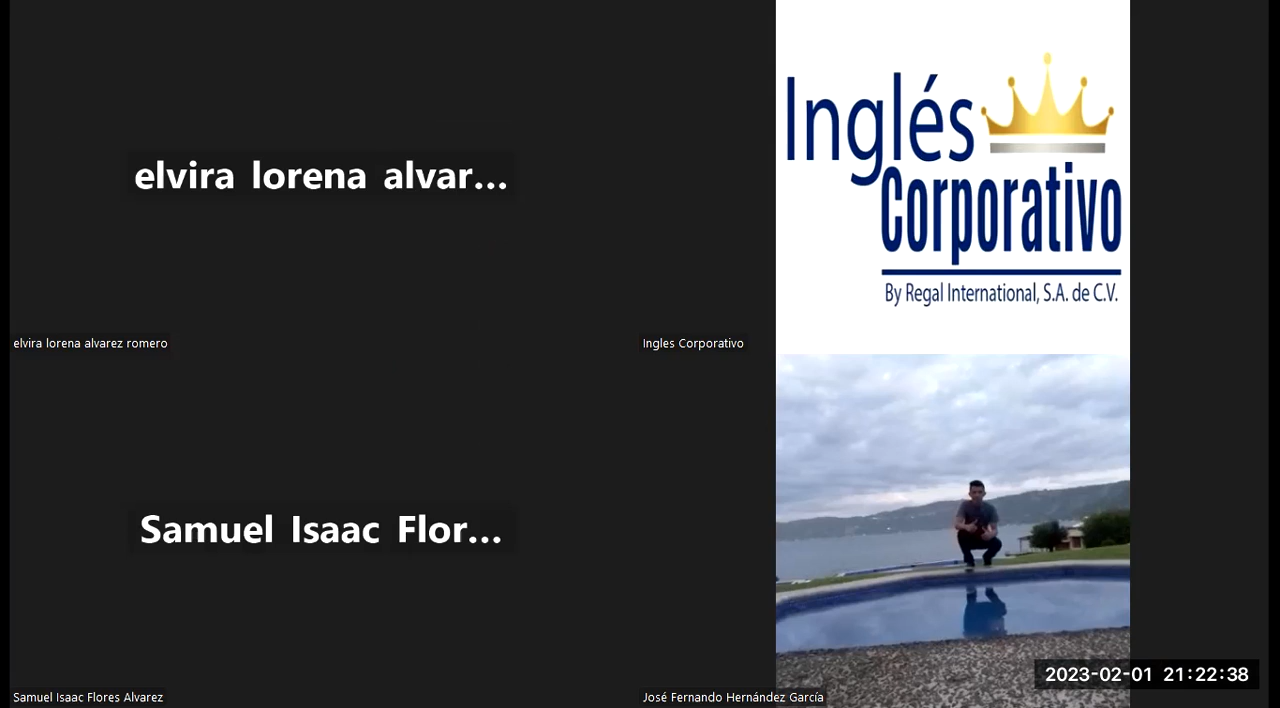 elvira lorena alvar...
elvira lorena alvarez romero
Inglés
Corporativo
By Regal International, S.A. de C.V.
Ingles Corporativo
Samuel Isaac Flor...
Samuel Isaac Flores Alvarez
José Fernando Hernández García
2023-02-01 21:22:38